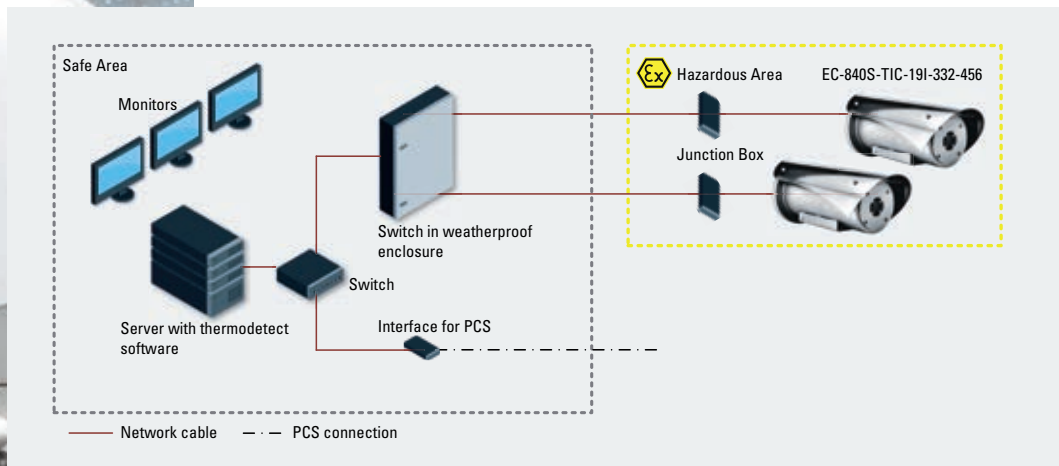 Safe Area
Monitors
Ex
Hazardous Area
EC-840S-TIC-19I-332-456
Junction Box
Switch in weatherproof
enclosure
Switch
Server with thermodetect
software
Interface for PCS
Network cable
PCS connection